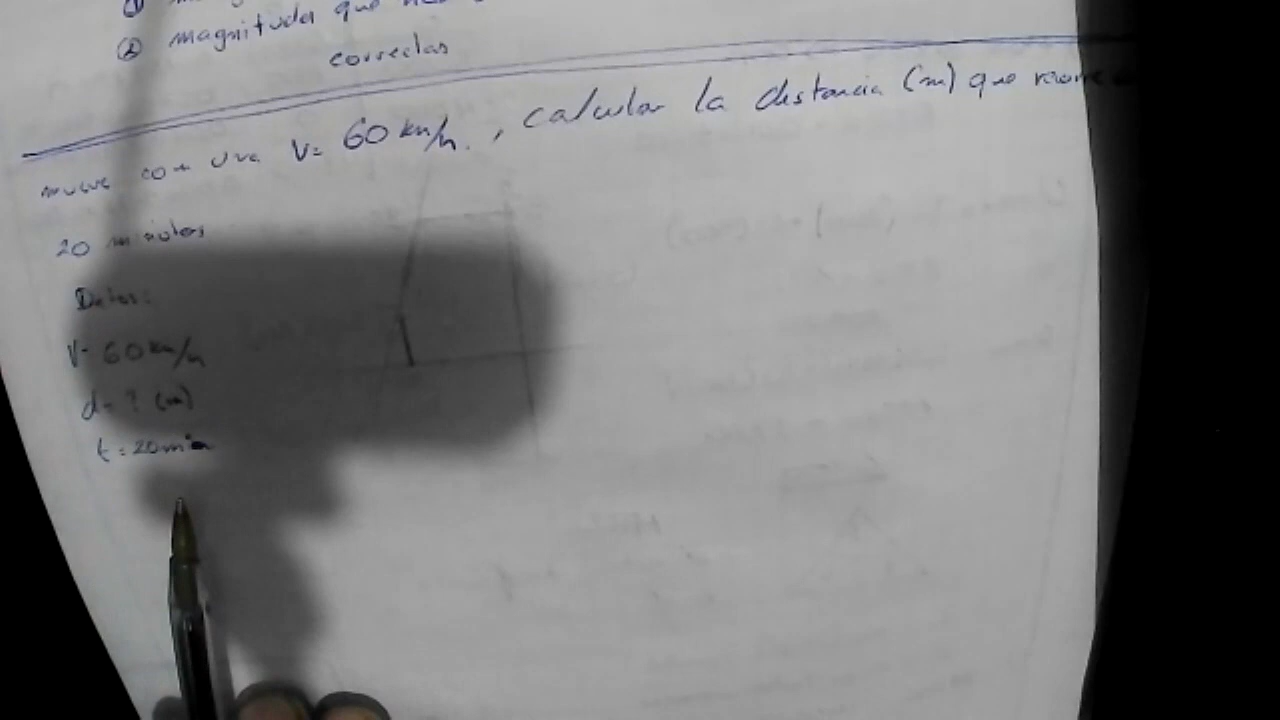 ② magnitudes que
correctas
mueve con una V= 60 km/h. , calcular la distancia (m) que recorre
20 minutos
Datos:
V= 60 km/h
d= ? (m)
t= 20 min